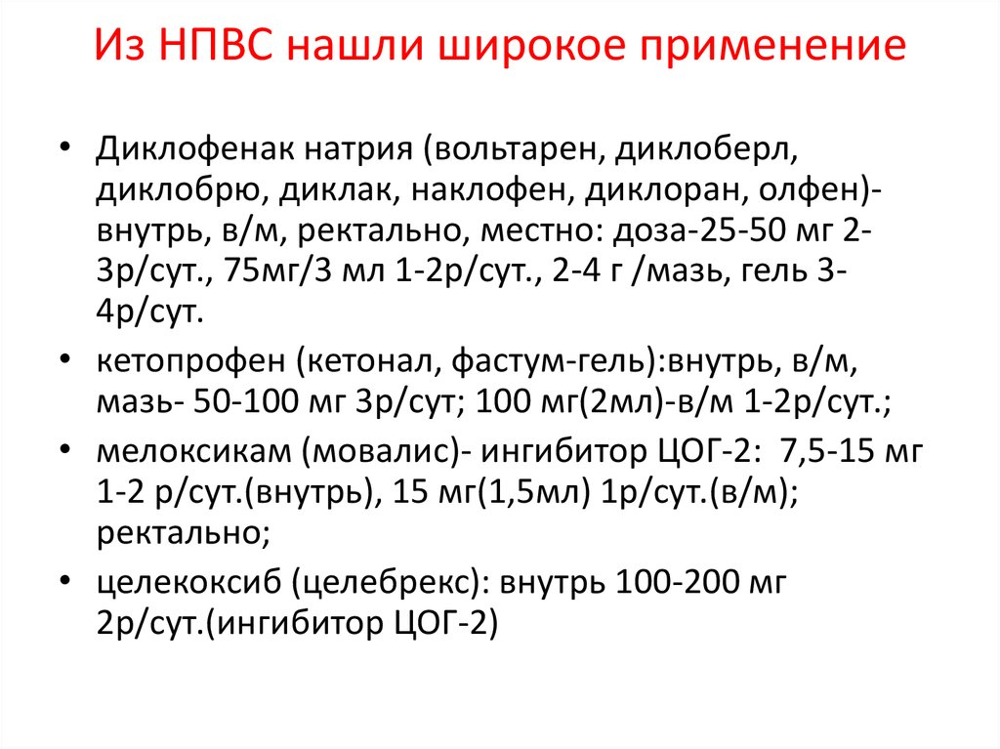 Из НПВС нашли широкое применение
• Диклофенак натрия (вольтарен, диклоберл,
диклобрю, диклак, наклофен, диклоран, олфен)-
внутрь, в/м, ректально, местно: доза-25-50 мг 2-
3р/сут., 75мг/3 мл 1-2р/сут., 2-4 г /мазь, гель 3-
4р/сут.
• кетопрофен (кетонал, фастум-гель):внутрь, в/м,
мазь- 50-100 мг 3р/сут; 100 мг(2мл)-в/м 1-2р/сут.;
• мелоксикам (мовалис)- ингибитор ЦОГ-2:  7,5-15 мг
1-2 р/сут.(внутрь), 15 мг(1,5мл) 1р/сут.(в/м);
ректально;
• целекоксиб (целебрекс): внутрь 100-200 мг
2р/сут.(ингибитор ЦОГ-2)